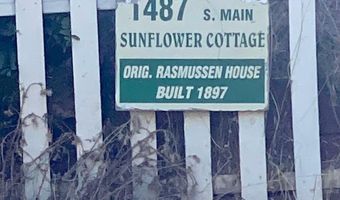 1487 S. MAIN
SUNFLOWER COTTAGE
ORIG. RASMUSSEN HOUSE
BUILT 1897